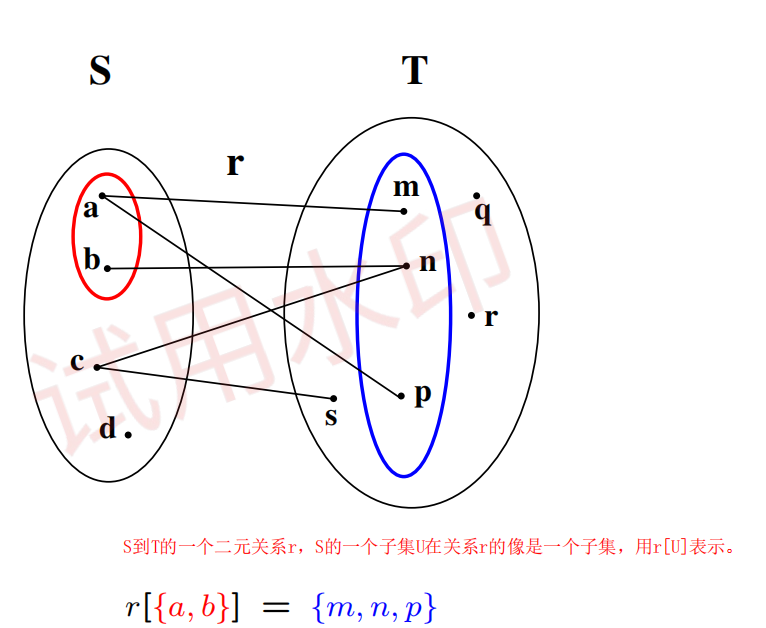 S T
r
m
a q
b n
r
c p
s
d
试用水印
S到T的一个二元关系r，S的一个子集U在关系r的像是一个子集，用r[U]表示。
r[{a, b}] = {m, n, p}